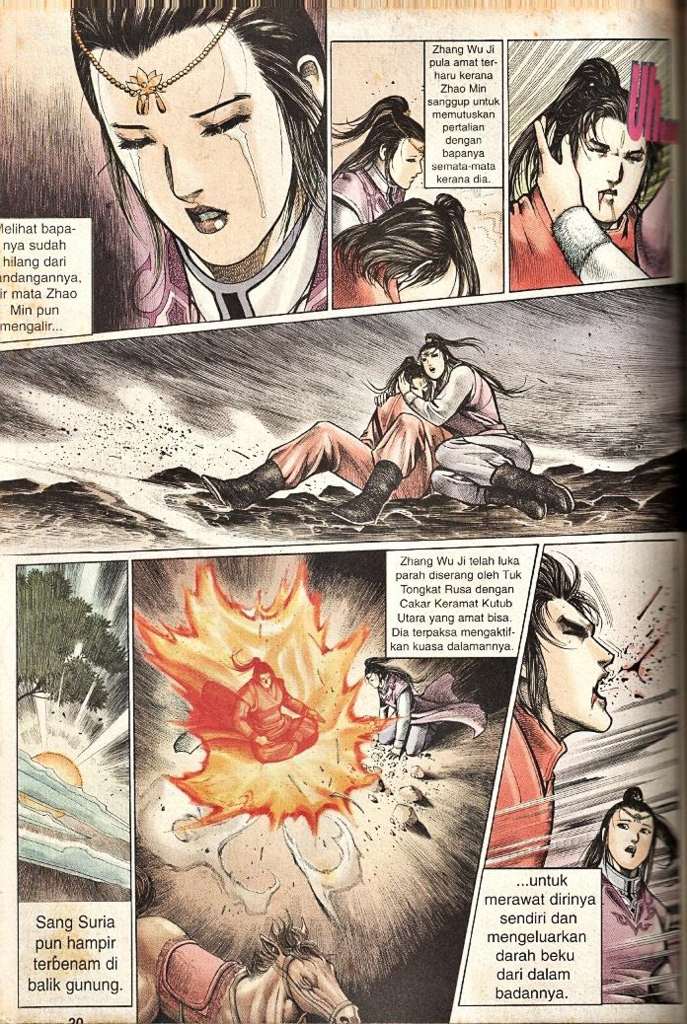 Melihat bapa-
nya sudah
hilang dari
andangannya,
ir mata Zhao
Min pun
mengalir...
Zhang Wu Ji
pula amat ter-
haru kerana
Zhao Min
sanggup untuk
memutuskan
pertalian
dengan
bapanya
semata-mata
kerana dia.
Uh...
Zhang Wu Ji telah luka
parah diserang oleh Tuk
Tongkat Rusa dengan
Cakar Keramat Kutub
Utara yang amat bisa.
Dia terpaksa mengaktif-
kan kuasa dalamannya.
Sang Suria
pun hampir
terbenam di
balik gunung.
...untuk
merawat dirinya
sendiri dan
mengeluarkan
darah beku
dari dalam
badannya.
20